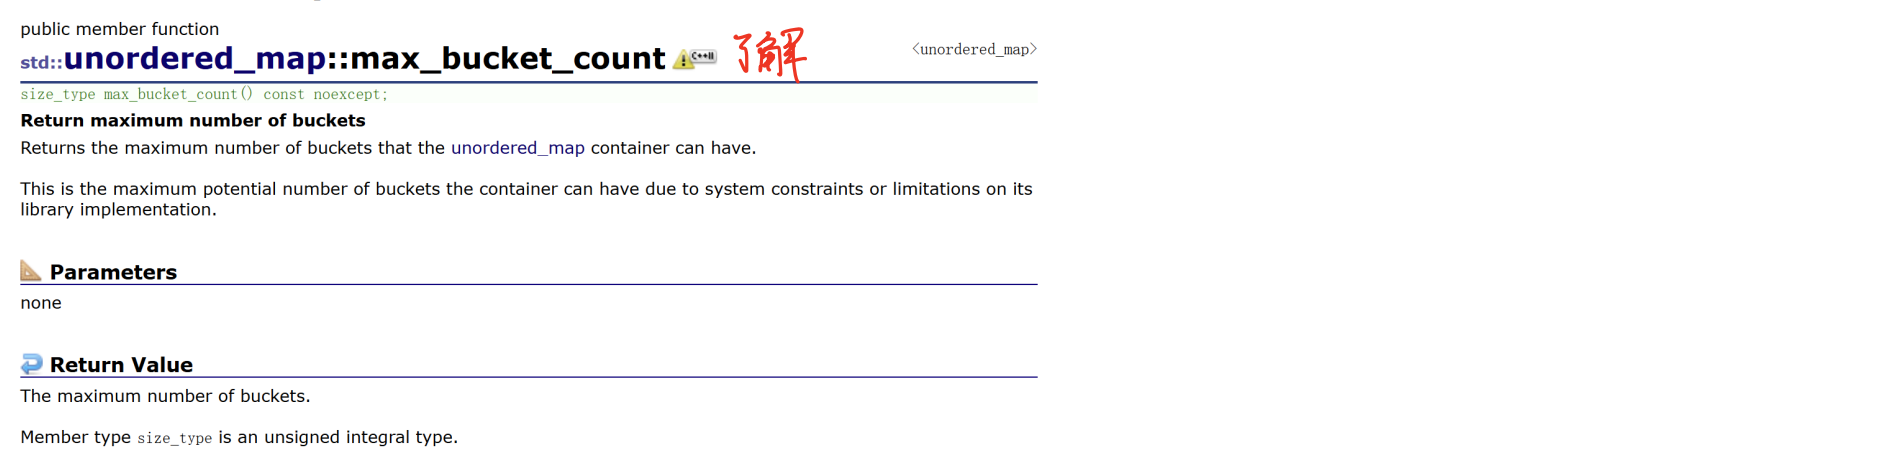 public member function
std::unordered_map::max_bucket_count C++11 了解 <unordered_map>
size_type max_bucket_count() const noexcept;
Return maximum number of buckets
Returns the maximum number of buckets that the unordered_map container can have.
This is the maximum potential number of buckets the container can have due to system constraints or limitations on its
library implementation.
Parameters
none
Return Value
The maximum number of buckets.
Member type size_type is an unsigned integral type.